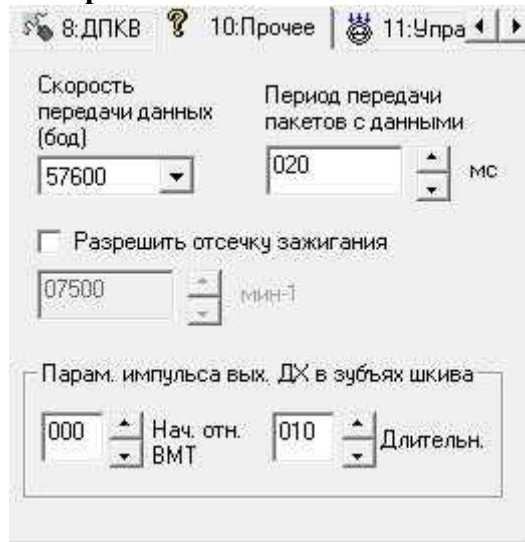 8:ДПКВ 10:Прочее 11:Упра
Скорость
передачи данных
(бод)
57600
Период передачи
пакетов с данными
020 мс
Разрешить отсечку зажигания
07500 мин-1
Парам. импульса вых. ДХ в зубьях шкива
000 Нач. отн.
ВМТ
010 Длительн.